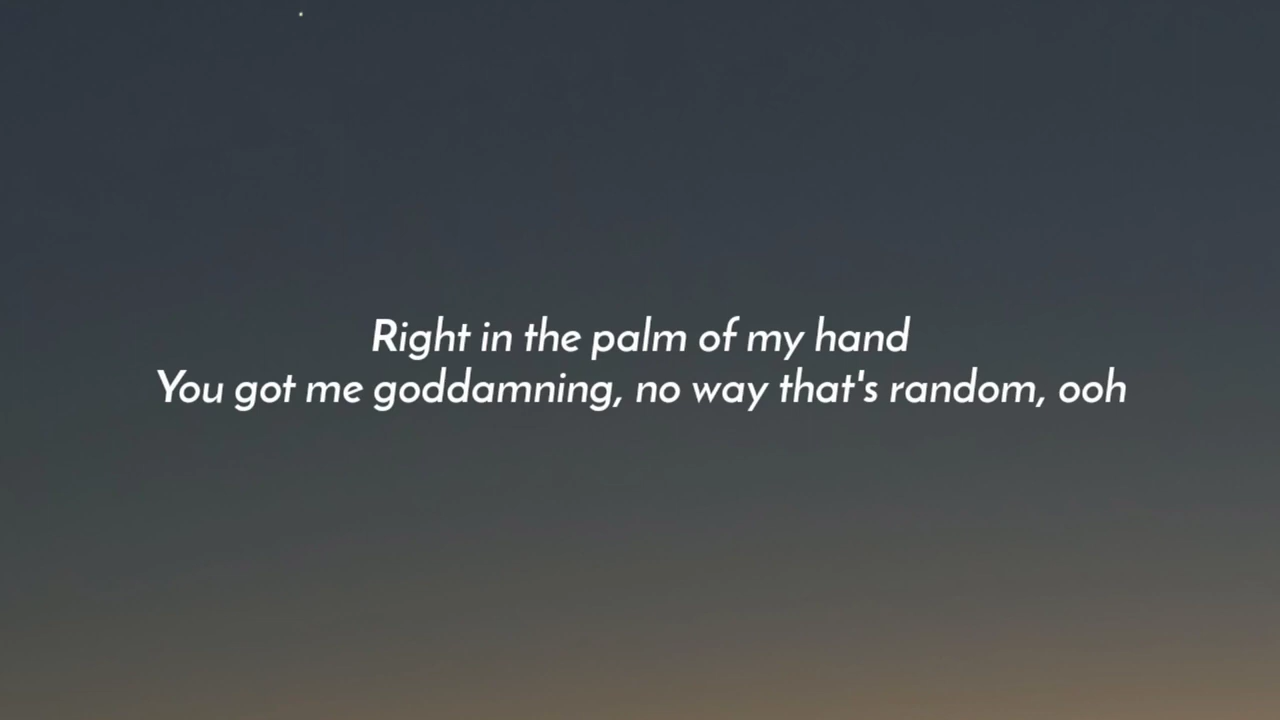 Right in the palm of my hand
You got me goddamning, no way that's random, ooh